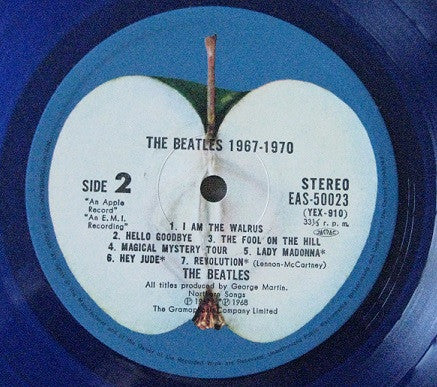 THE BEATLES 1967-1970
SIDE 2
STEREO
EAS-50023
(YEX-910)
33⅓ r. p. m.
"An Apple
Record"
"An E.M.I.
Recording"
1. I AM THE WALRUS
2. HELLO GOODBYE 3. THE FOOL ON THE HILL
4. MAGICAL MYSTERY TOUR 5. LADY MADONNA*
6. HEY JUDE* 7. REVOLUTION* (Lennon-McCartney)
THE BEATLES
All titles produced by George Martin.
Northern Songs
℗ 1968
The Gramophone Company Limited